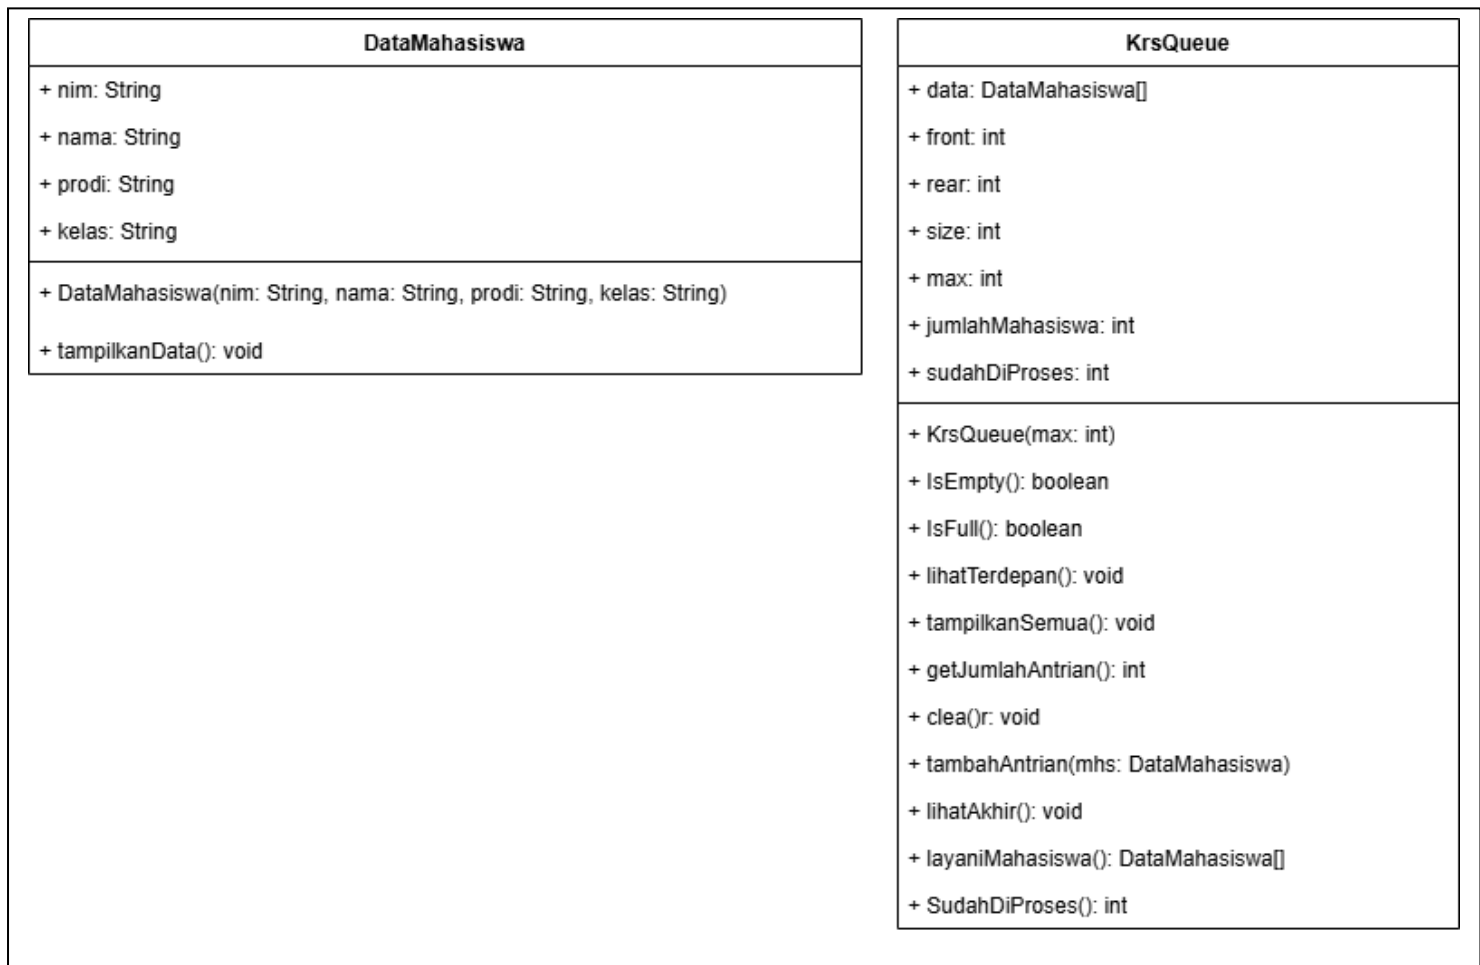 DataMahasiswa
+ nim: String
+ nama: String
+ prodi: String
+ kelas: String
+ DataMahasiswa(nim: String, nama: String, prodi: String, kelas: String)
+ tampilkanData(): void
KrsQueue
+ data: DataMahasiswa[]
+ front: int
+ rear: int
+ size: int
+ max: int
+ jumlahMahasiswa: int
+ sudahDiProses: int
+ KrsQueue(max: int)
+ IsEmpty(): boolean
+ IsFull(): boolean
+ lihatTerdepan(): void
+ tampilkanSemua(): void
+ getJumlahAntrian(): int
+ clea()r: void
+ tambahAntrian(mhs: DataMahasiswa)
+ lihatAkhir(): void
+ layaniMahasiswa(): DataMahasiswa[]
+ SudahDiProses(): int